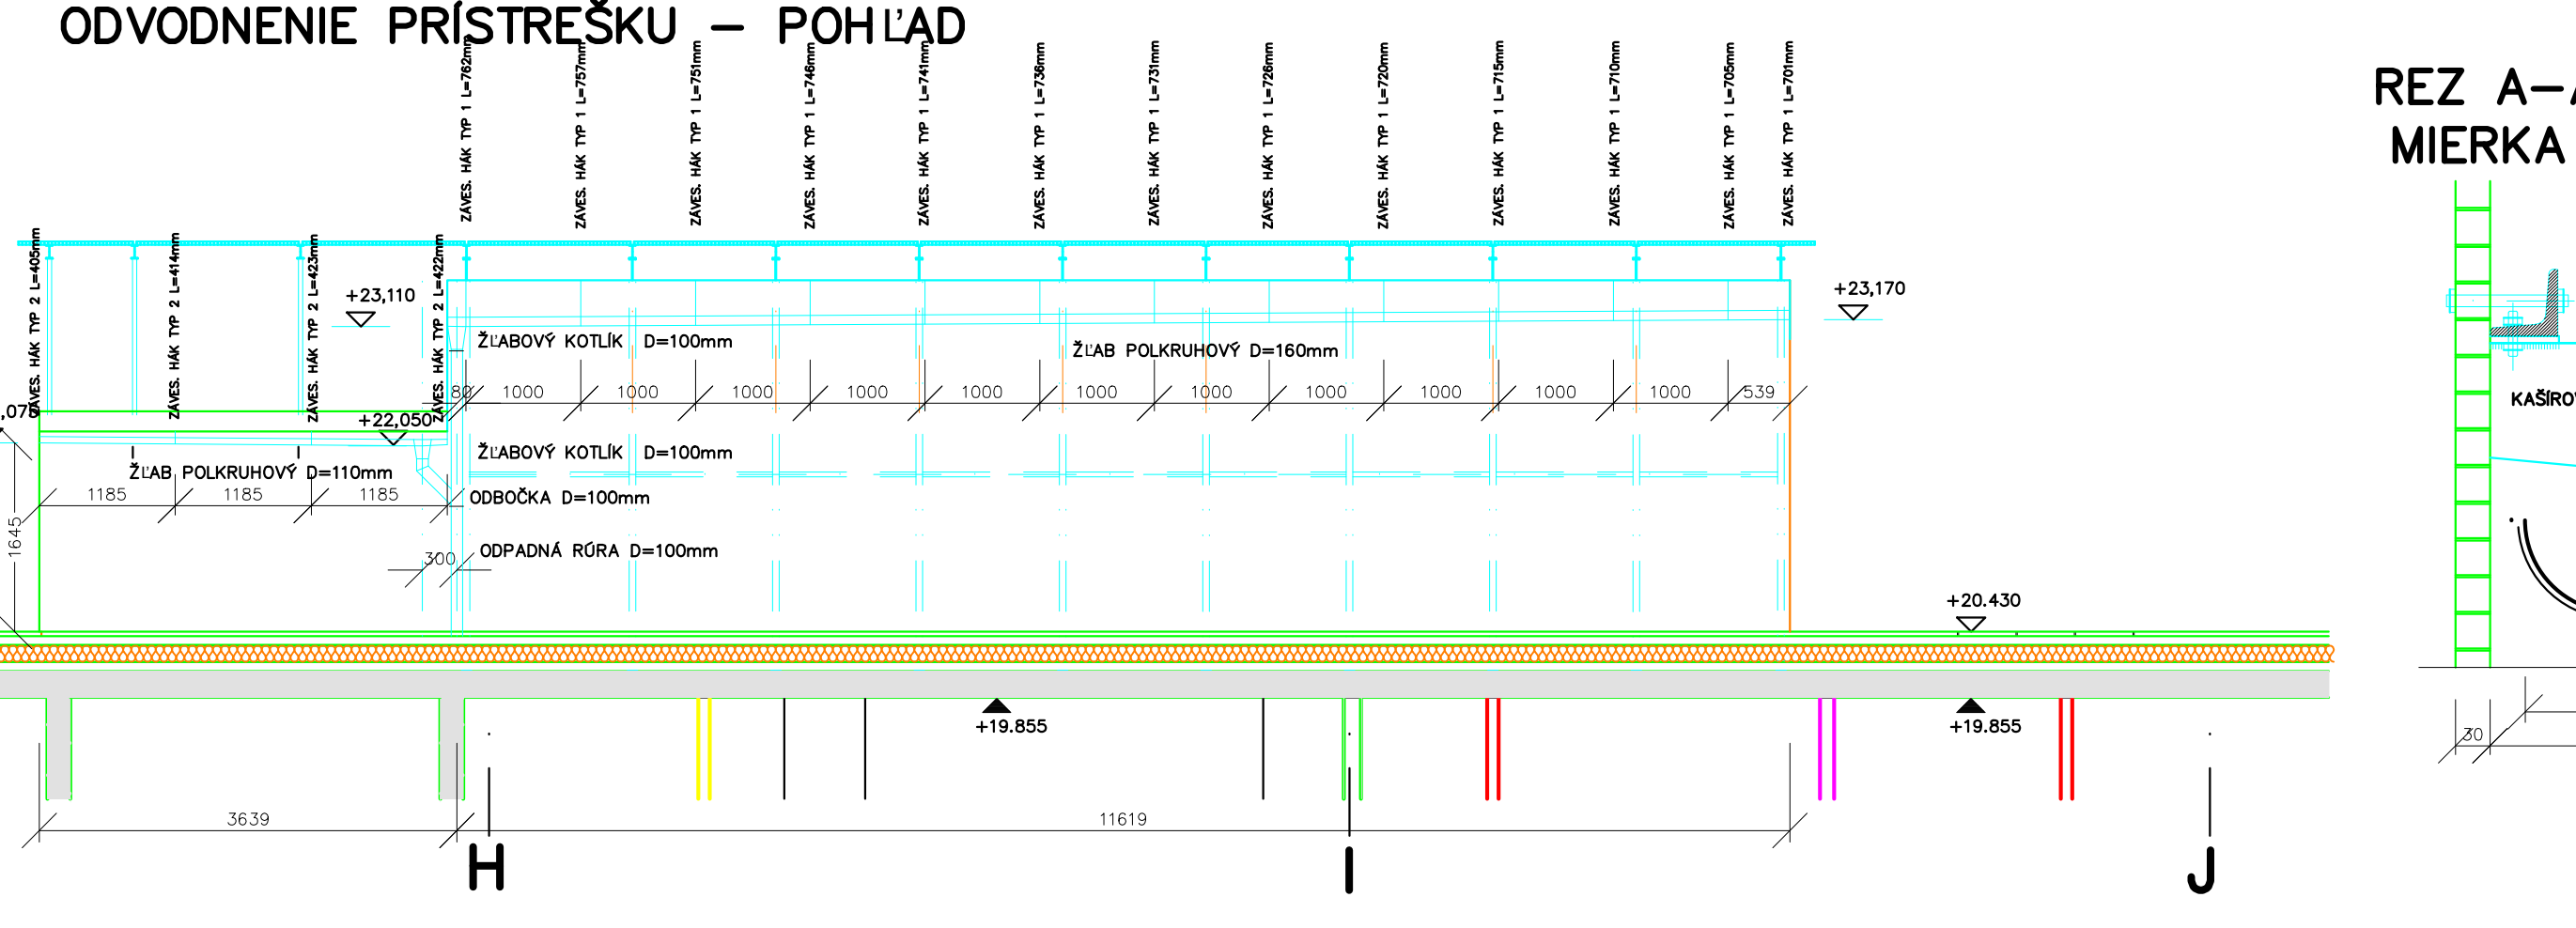 ODVODNENIE PRÍSTREŠKU – POHĽAD
REZ A-A
MIERKA
ZÁVES. HÁK TYP 1 L=762mm
ZÁVES. HÁK TYP 1 L=757mm
ZÁVES. HÁK TYP 1 L=751mm
ZÁVES. HÁK TYP 1 L=746mm
ZÁVES. HÁK TYP 1 L=741mm
ZÁVES. HÁK TYP 1 L=736mm
ZÁVES. HÁK TYP 1 L=731mm
ZÁVES. HÁK TYP 1 L=726mm
ZÁVES. HÁK TYP 1 L=720mm
ZÁVES. HÁK TYP 1 L=715mm
ZÁVES. HÁK TYP 1 L=710mm
ZÁVES. HÁK TYP 1 L=705mm
ZÁVES. HÁK TYP 1 L=701mm
ZÁVES. HÁK TYP 2 L=405mm
ZÁVES. HÁK TYP 2 L=414mm
ZÁVES. HÁK TYP 2 L=423mm
ZÁVES. HÁK TYP 2 L=422mm
+23,110
+23,170
ŽĽABOVÝ KOTLÍK D=100mm
ŽĽAB POLKRUHOVÝ D=160mm
80 1000 1000 1000 1000 1000 1000 1000 1000 1000 1000 1000 539
KAŠÍROV
,075
+22,050
ŽĽABOVÝ KOTLÍK D=100mm
ŽĽAB POLKRUHOVÝ D=110mm
1185 1185 1185
ODBOČKA D=100mm
1645
300
ODPADNÁ RÚRA D=100mm
+20.430
+19.855
+19.855
30
3639
11619
H
I
J